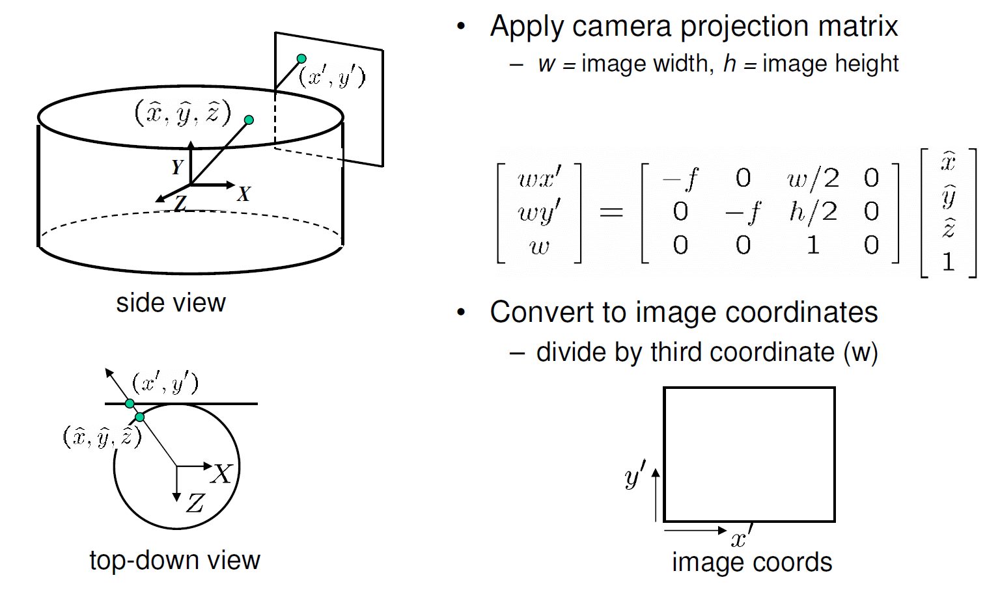 (x′, y′)
(x̂, ŷ, ẑ)
Y
X
Z
side view
(x′, y′)
(x̂, ŷ, ẑ)
X
Z
top-down view
• Apply camera projection matrix
– w = image width, h = image height
[ wx′ ] = [ −f 0 w/2 0 ] [ x̂ ]
[ wy′ ] [ 0 −f h/2 0 ] [ ŷ ]
[ w ] [ 0 0 1 0 ] [ ẑ ]
[ 1 ]
• Convert to image coordinates
– divide by third coordinate (w)
y′
x′
image coords